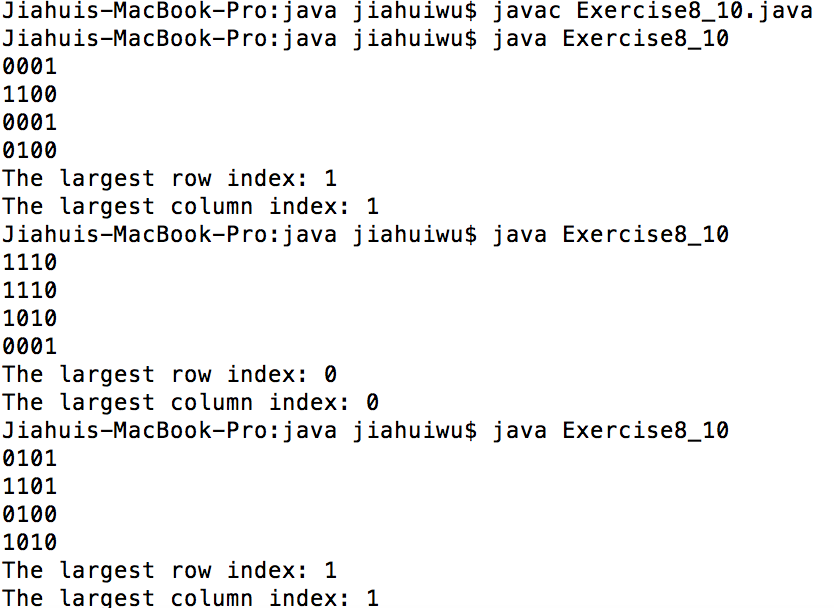 Jiahuis-MacBook-Pro:java jiahuiwu$ javac Exercise8_10.java
Jiahuis-MacBook-Pro:java jiahuiwu$ java Exercise8_10
0001
1100
0001
0100
The largest row index: 1
The largest column index: 1
Jiahuis-MacBook-Pro:java jiahuiwu$ java Exercise8_10
1110
1110
1010
0001
The largest row index: 0
The largest column index: 0
Jiahuis-MacBook-Pro:java jiahuiwu$ java Exercise8_10
0101
1101
0100
1010
The largest row index: 1
The largest column index: 1